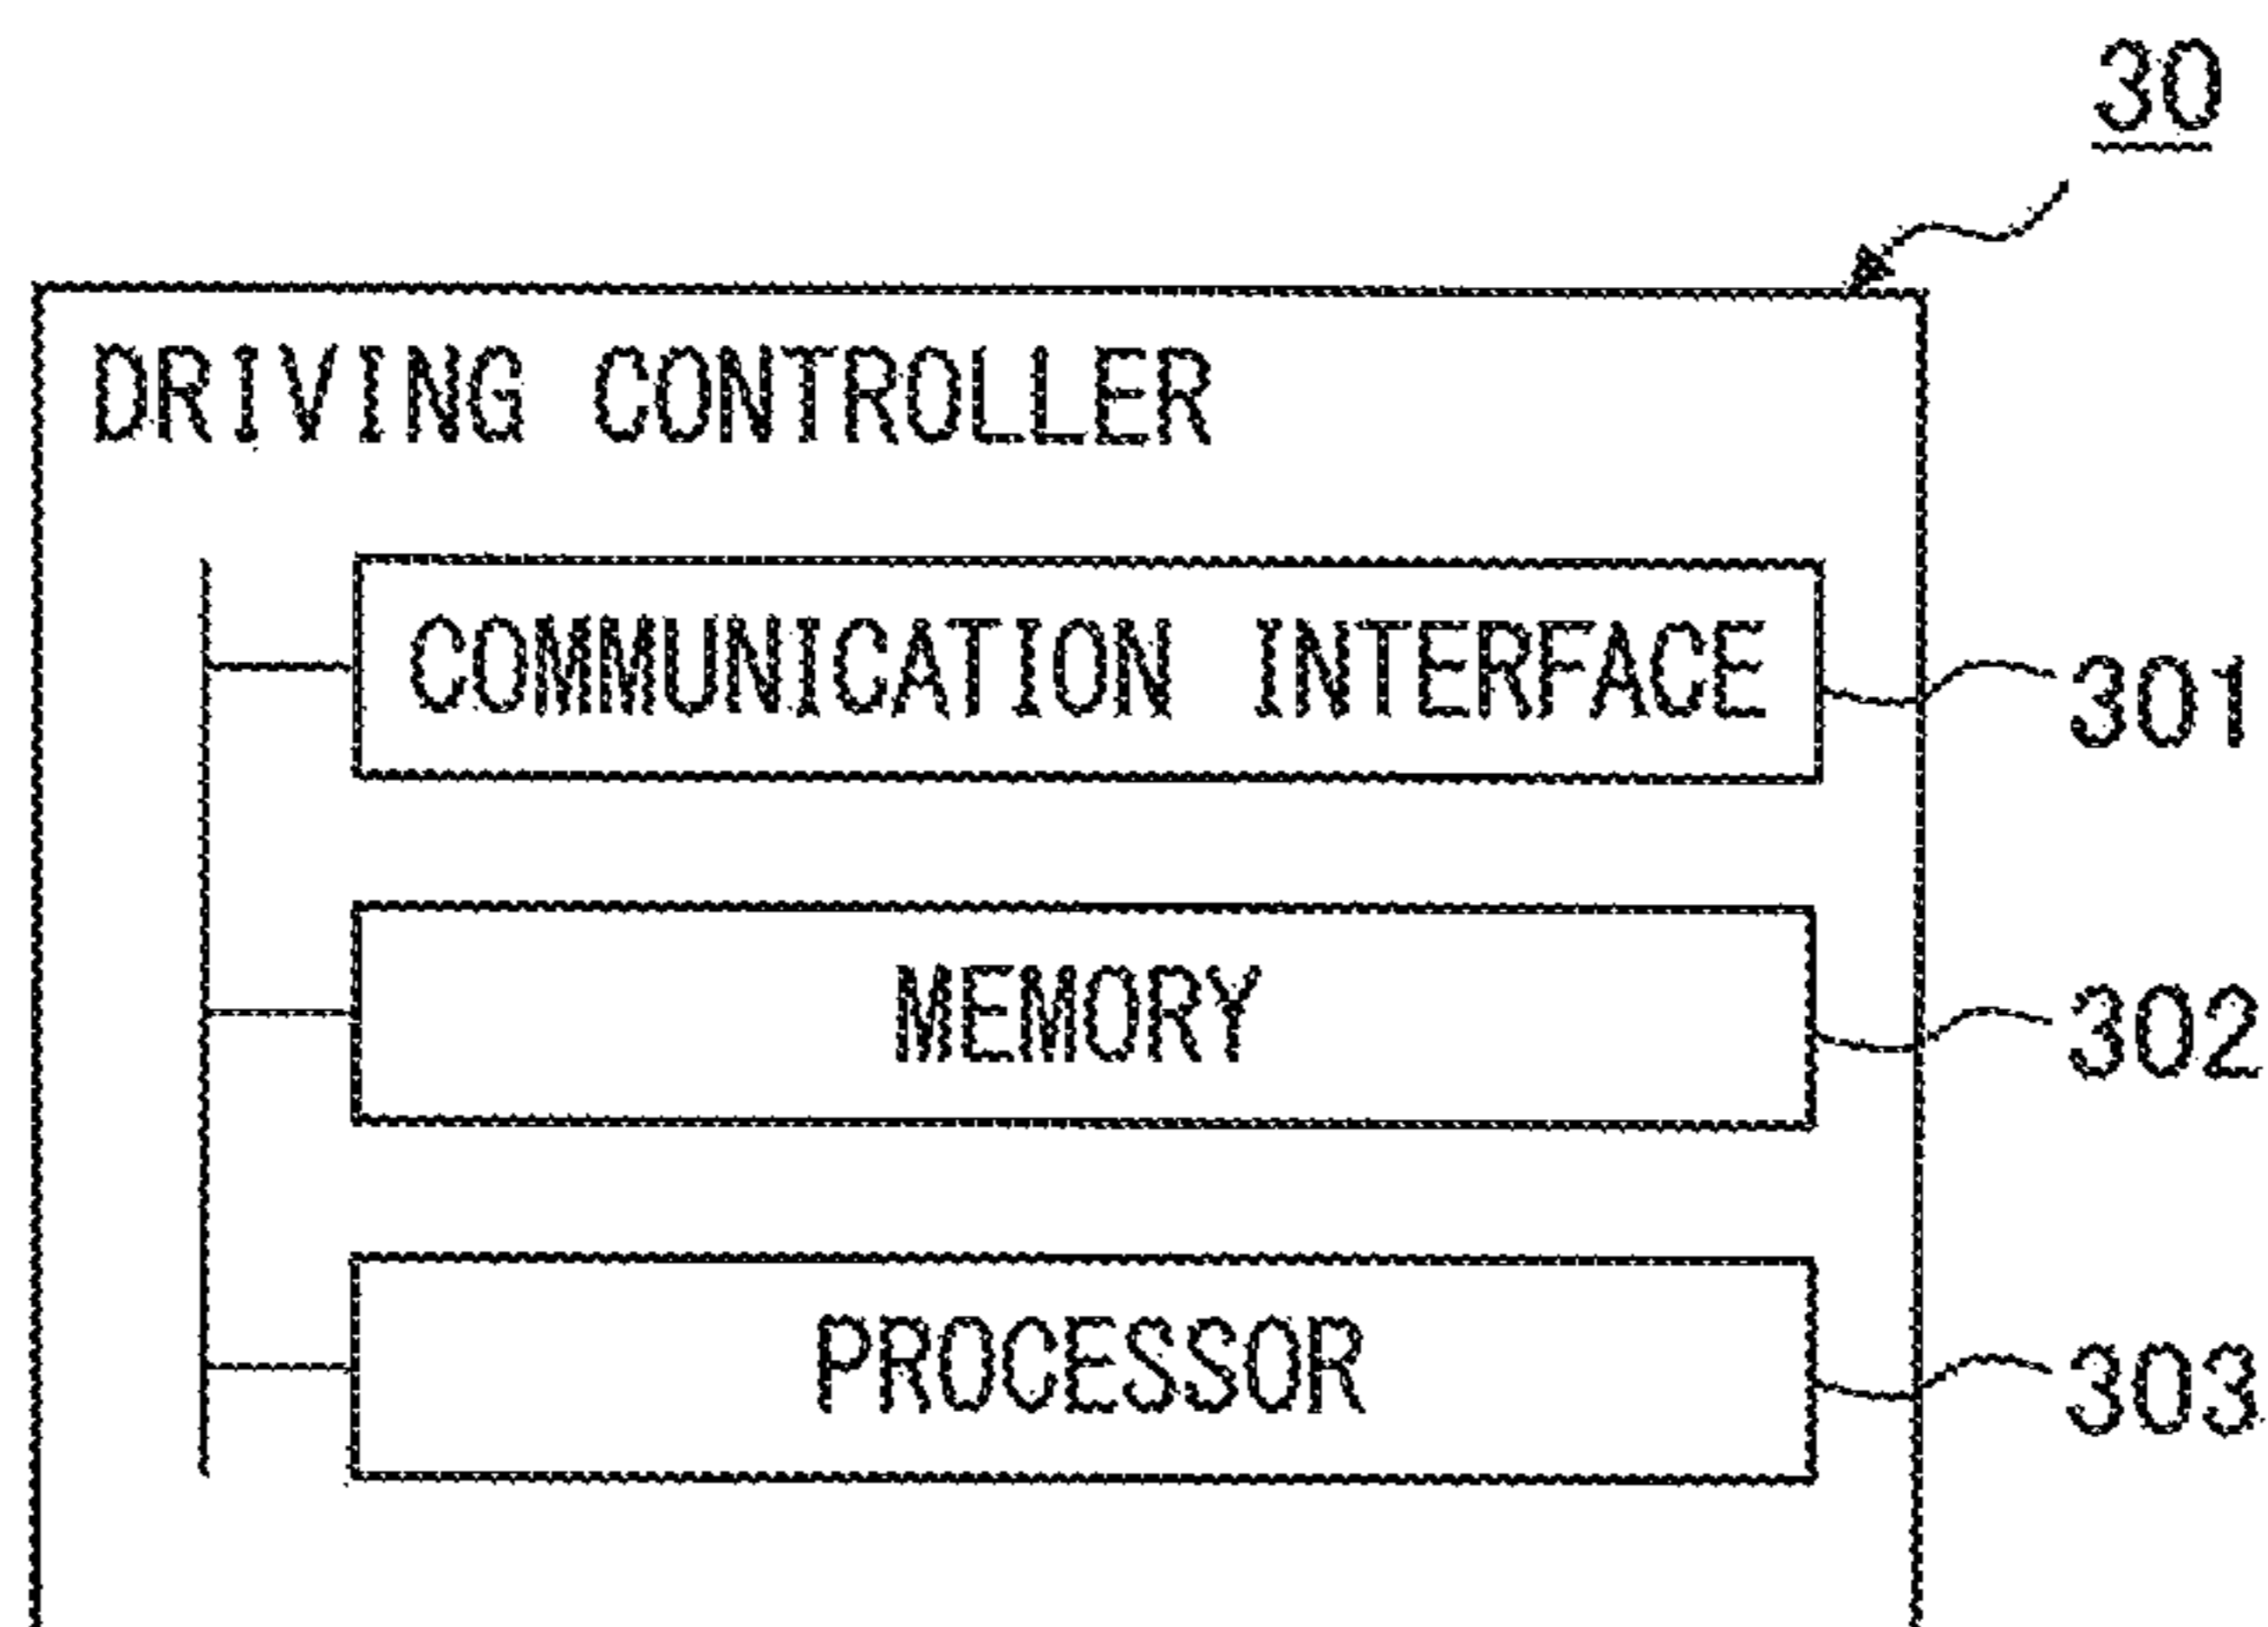 30
DRIVING CONTROLLER
COMMUNICATION INTERFACE
301
MEMORY
302
PROCESSOR
303